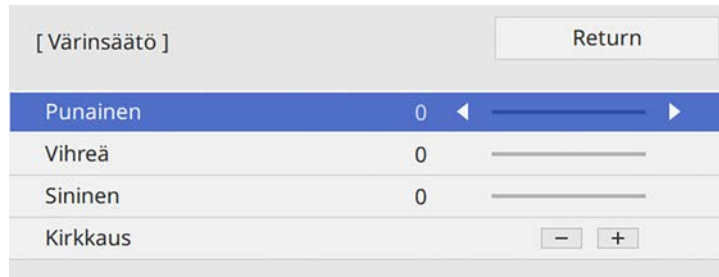 [ Värinsäätö ] Return
Punainen 0
Vihreä 0
Sininen 0
Kirkkaus − +